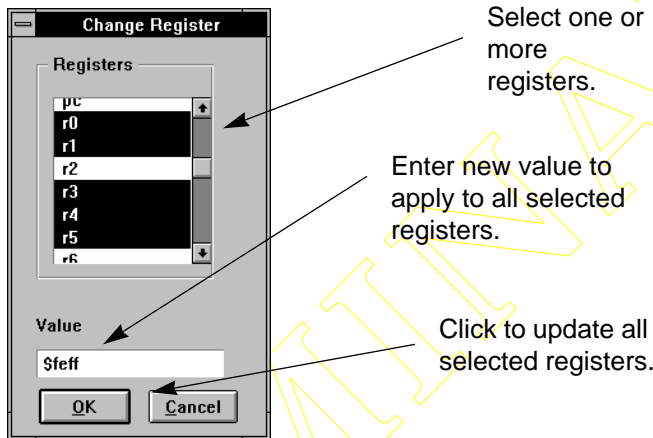 Change Register
Registers
pc
r0
r1
r2
r3
r4
r5
r6
Value
$feff
OK
Cancel
Select one or
more
registers.
Enter new value to
apply to all selected
registers.
Click to update all
selected registers.